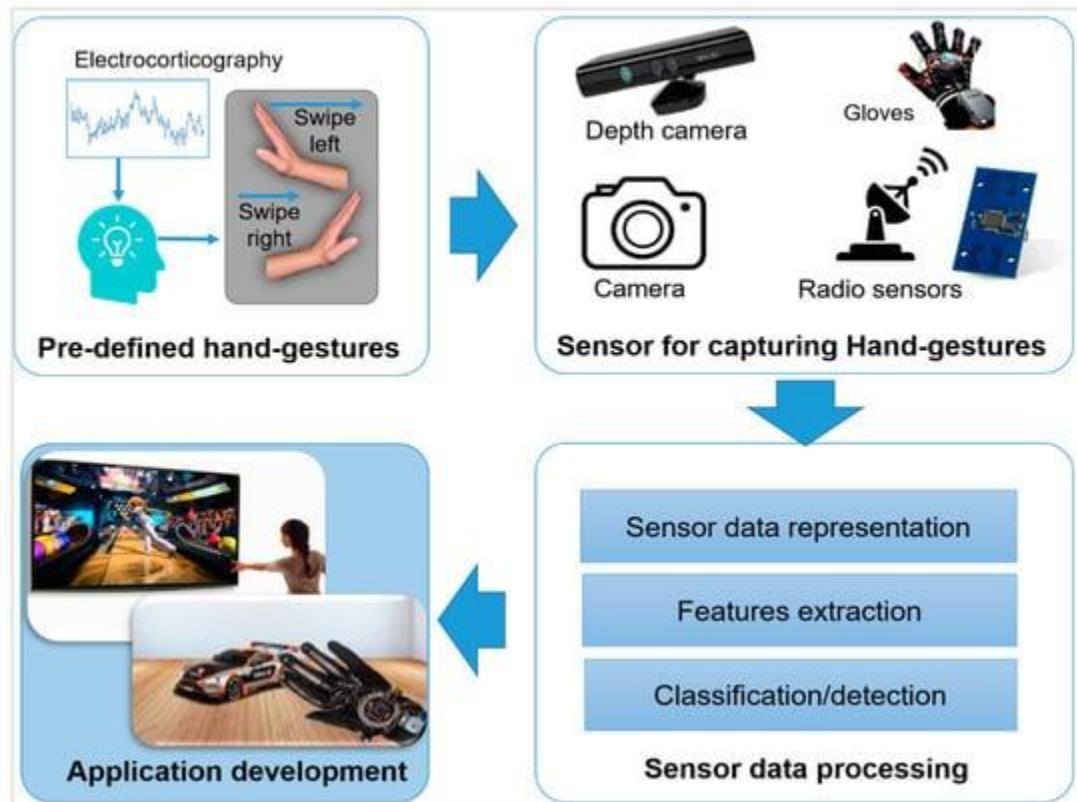 Electrocorticography
Swipe
left
Swipe
right
Pre-defined hand-gestures
Depth camera
Gloves
Camera
Radio sensors
Sensor for capturing Hand-gestures
Sensor data representation
Features extraction
Classification/detection
Sensor data processing
Application development